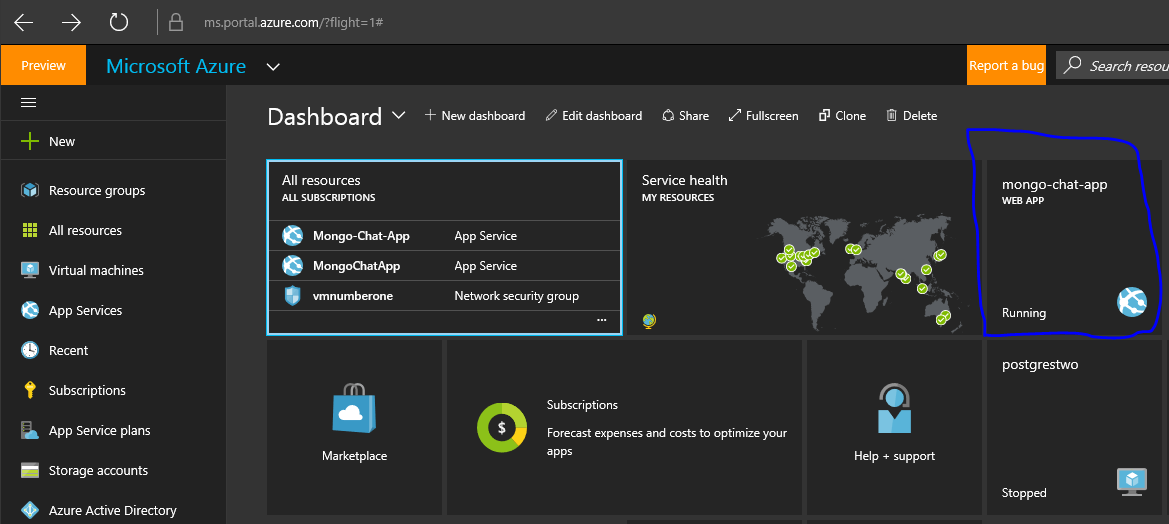 ms.portal.azure.com/?flight=1#
Preview
Microsoft Azure
Report a bug
Search resou
Dashboard
New dashboard
Edit dashboard
Share
Fullscreen
Clone
Delete
New
Resource groups
All resources
Virtual machines
App Services
Recent
Subscriptions
App Service plans
Storage accounts
Azure Active Directory
All resources
ALL SUBSCRIPTIONS
Mongo-Chat-App App Service
MongoChatApp App Service
vmnumberone Network security group
...
Service health
MY RESOURCES
mongo-chat-app
WEB APP
Running
Marketplace
$
Subscriptions
Forecast expenses and costs to optimize your
apps
Help + support
postgrestwo
Stopped